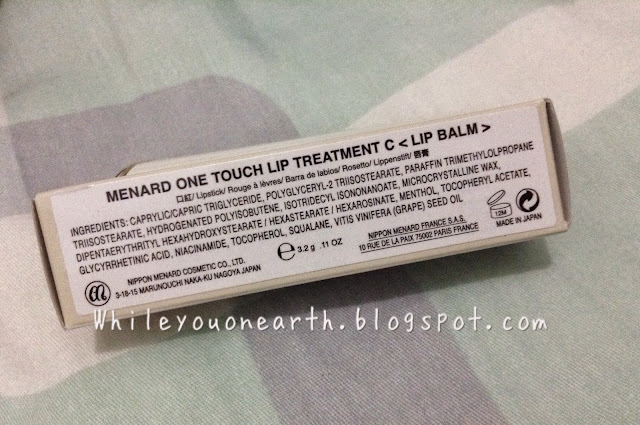 MENARD ONE TOUCH LIP TREATMENT C < LIP BALM >
口紅/ Lipstick/ Rouge à lèvres/ Barra de labios/ Rosetto/ Lippenstift/ 唇膏
INGREDIENTS: CAPRYLIC/CAPRIC TRIGLYCERIDE, POLYGLYCERYL-2 TRIISOSTEARATE, PARAFFIN TRIMETHYLOLPROPANE
TRIISOSTEARATE, HYDROGENATED POLYISOBUTENE, ISOTRIDECYL ISONONANOATE, MICROCRYSTALLINE WAX,
DIPENTAERYTHRITYL HEXAHYDROXYSTEARATE / HEXASTEARATE / HEXAROSINATE, MENTHOL, TOCOPHERYL ACETATE,
GLYCYRRHETINIC ACID, NIACINAMIDE, TOCOPHEROL, SQUALANE, VITIS VINIFERA (GRAPE) SEED OIL
NIPPON MENARD COSMETIC CO., LTD.
3-18-15 MARUNOUCHI NAKA-KU NAGOYA JAPAN
e 3.2 g .11 OZ
NIPPON MENARD FRANCE S.A.S.
10 RUE DE LA PAIX 75002 PARIS FRANCE
12M
MADE IN JAPAN
Whileyouonearth.blogspot.com